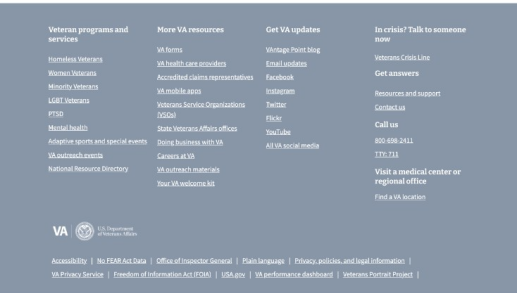 Veteran programs and
services
Homeless Veterans
Women Veterans
Minority Veterans
LGBT Veterans
PTSD
Mental health
Adaptive sports and special events
VA outreach events
National Resource Directory
More VA resources
VA forms
VA health care providers
Accredited claims representatives
VA mobile apps
Veterans Service Organizations
(VSOs)
State Veterans Affairs offices
Doing business with VA
Careers at VA
VA outreach materials
Your VA welcome kit
Get VA updates
VAntage Point blog
Email updates
Facebook
Instagram
Twitter
Flickr
YouTube
All VA social media
In crisis? Talk to someone
now
Veterans Crisis Line
Get answers
Resources and support
Contact us
Call us
800-698-2411
TTY: 711
Visit a medical center or
regional office
Find a VA location
VA
U.S. Department
of Veterans Affairs
Accessibility | No FEAR Act Data | Office of Inspector General | Plain language | Privacy, policies, and legal information |
VA Privacy Service | Freedom of Information Act (FOIA) | USA.gov | VA performance dashboard | Veterans Portrait Project |